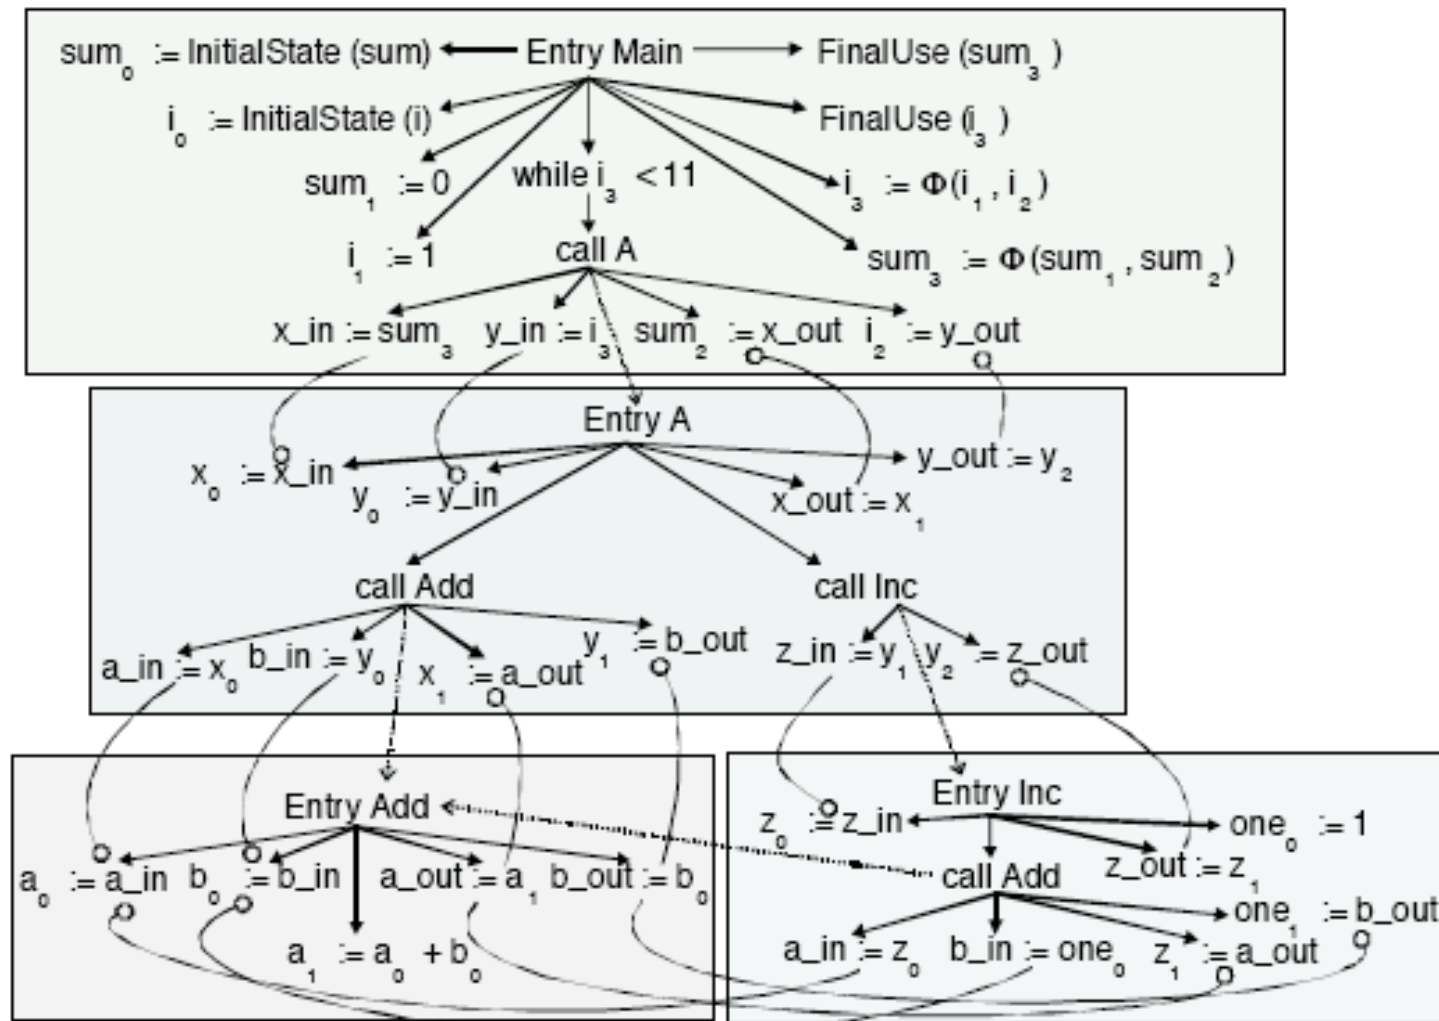 sum₀ := InitialState (sum) Entry Main FinalUse (sum₃ )
i₀ := InitialState (i) FinalUse (i₃ )
sum₁ := 0 while i₃ < 11 i₃ := Φ(i₁ , i₂ )
i₁ := 1 call A sum₃ := Φ(sum₁ , sum₂ )
x_in := sum₃ y_in := i₃ sum₂ := x_out i₂ := y_out
Entry A
x₀ := x_in y₀ := y_in x_out := x₁ y_out := y₂
call Add call Inc
a_in := x₀ b_in := y₀ x₁ := a_out y₁ := b_out z_in := y₁ y₂ := z_out
Entry Add Entry Inc
z₀ := z_in one₀ := 1
a₀ := a_in b₀ := b_in a_out := a₁ b_out := b₀ call Add z_out := z₁
one₁ := b_out
a₁ := a₀ + b₀ a_in := z₀ b_in := one₀ z₁ := a_out